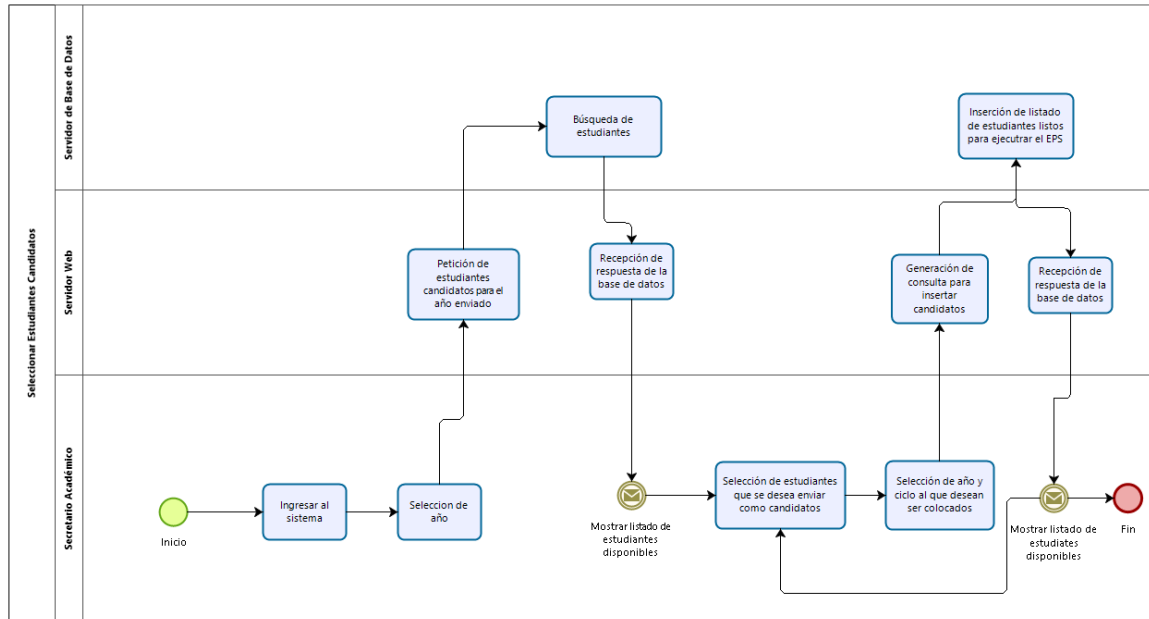 Seleccionar Estudiantes Candidatos
Servidor de Base de Datos
Búsqueda de
estudiantes
Inserción de listado
de estudiantes listos
para ejecutrar el EPS
Servidor Web
Petición de
estudiantes
candidatos para el
año enviado
Recepción de
respuesta de la
base de datos
Generación de
consulta para
insertar
candidatos
Recepción de
respuesta de la
base de datos
Secretario Académico
Inicio
Ingresar al
sistema
Seleccion de
año
Mostrar listado de
estudiantes
disponibles
Selección de estudiantes
que se desea enviar
como candidatos
Selección de año y
ciclo al que desean
ser colocados
Mostrar listado de
estudiates
disponibles
Fin